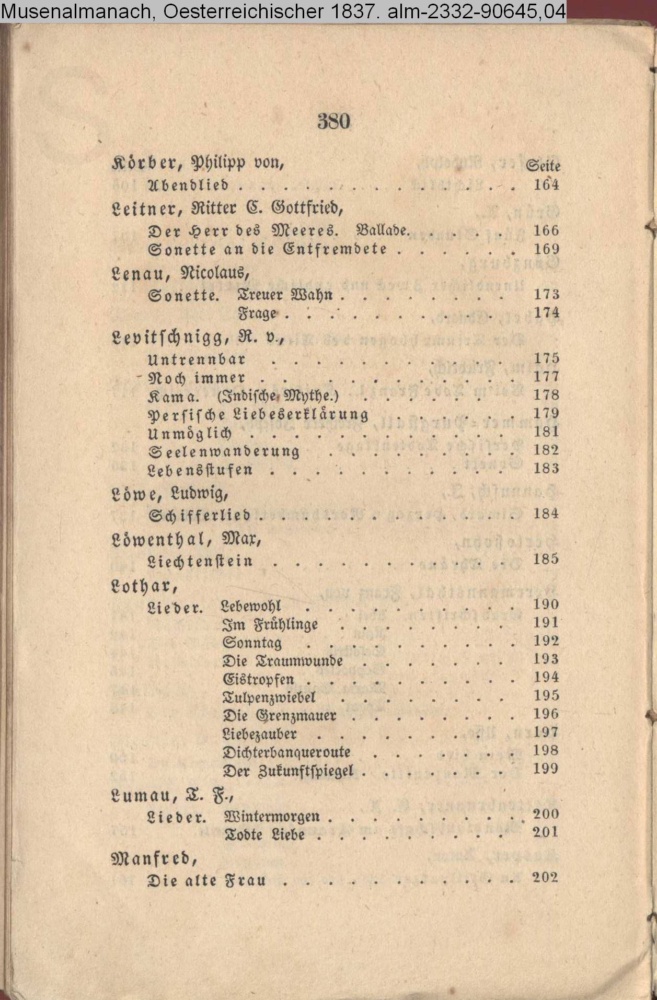 Musenalmanach, Oesterreichischer 1837. alm-2332-90645,04
380
Körber, Philipp von, Seite
Abendlied . . . . . . . . . . . . . . 164
Leitner, Ritter C. Gottfried,
Der Herr des Meeres. Ballade. . . . . . 166
Sonette an die Entfremdete . . . . . . 169
Lenau, Nicolaus,
Sonette. Treuer Wahn . . . . . . . . 173
Frage . . . . . . . . . . 174
Levitschnigg, R. v.,
Untrennbar . . . . . . . . . . . 175
Noch immer . . . . . . . . . . . 177
Kama. (Indische Mythe.) . . . . . . . 178
Persische Liebeserklärung . . . . . . 179
Unmöglich . . . . . . . . . . . . 181
Seelenwanderung . . . . . . . . . 182
Lebensstufen . . . . . . . . . . . 183
Löwe, Ludwig,
Schifferlied . . . . . . . . . . . . 184
Löwenthal, Max,
Liechtenstein . . . . . . . . . . . 185
Lothar,
Lieder. Lebewohl . . . . . . . . . 190
Im Frühlinge . . . . . . . . 191
Sonntag . . . . . . . . . 192
Die Traumwunde . . . . . . . 193
Eistropfen . . . . . . . . . 194
Tulpenzwiebel . . . . . . . 195
Die Grenzmauer . . . . . . . 196
Liebezauber . . . . . . . . 197
Dichterbanqueroute . . . . . . 198
Der Zukunftspiegel . . . . . . 199
Lumau, T. F.,
Lieder. Wintermorgen . . . . . . . . 200
Todte Liebe . . . . . . . . . 201
Manfred,
Die alte Frau . . . . . . . . . . . 202